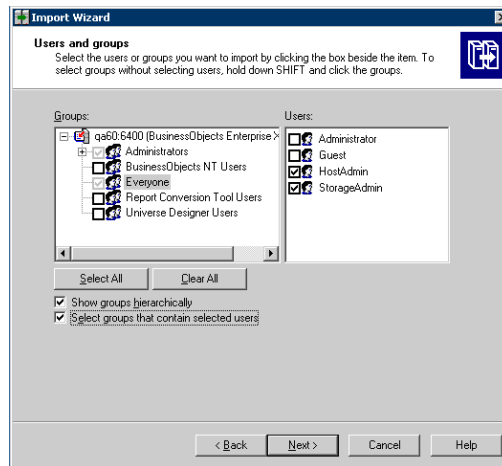 Import Wizard
Users and groups
Select the users or groups you want to import by clicking the box beside the item. To
select groups without selecting users, hold down SHIFT and click the groups.
Groups:
Users:
qa60:6400 (BusinessObjects Enterprise X
Administrators
BusinessObjects NT Users
Everyone
Report Conversion Tool Users
Universe Designer Users
Administrator
Guest
HostAdmin
StorageAdmin
Select All
Clear All
Show groups hierarchically
Select groups that contain selected users
< Back
Next >
Cancel
Help